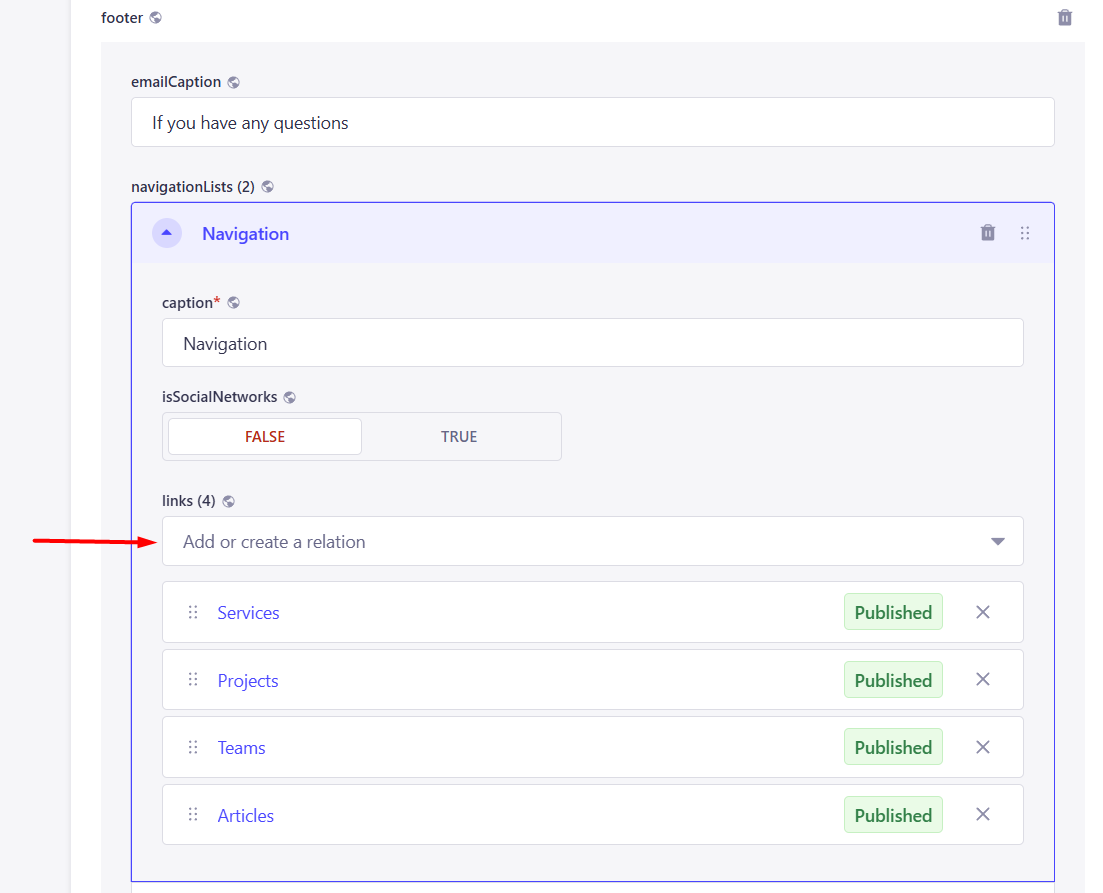 footer
emailCaption
If you have any questions
navigationLists (2)
Navigation
caption*
Navigation
isSocialNetworks
FALSE TRUE
links (4)
Add or create a relation
Services Published
Projects Published
Teams Published
Articles Published